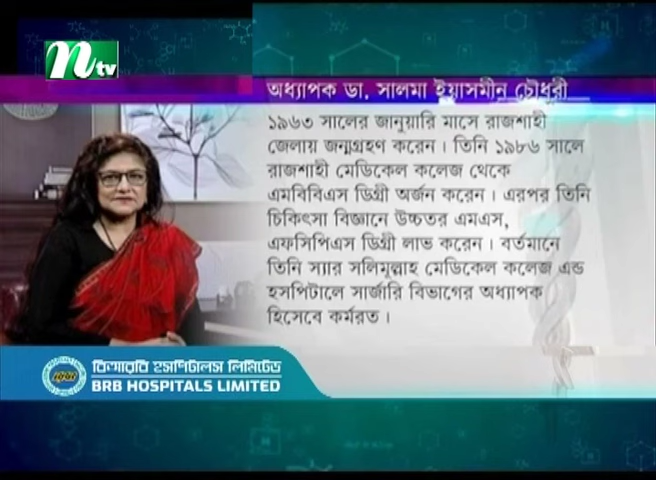 ntv
অধ্যাপক ডা. সালমা ইয়াসমীন চৌধুরী
১৯৬৩ সালের জানুয়ারি মাসে রাজশাহী
জেলায় জন্মগ্রহণ করেন। তিনি ১৯৮৬ সালে
রাজশাহী মেডিকেল কলেজ থেকে
এমবিবিএস ডিগ্রী অর্জন করেন। এরপর তিনি
চিকিৎসা বিজ্ঞানে উচ্চতর এমএস,
এফসিপিএস ডিগ্রী লাভ করেন। বর্তমানে
তিনি স্যার সলিমুল্লাহ মেডিকেল কলেজ এন্ড
হসপিটালে সার্জারি বিভাগের অধ্যাপক
হিসেবে কর্মরত।
বিআরবি হসপিটালস লিমিটেড
BRB HOSPITALS LIMITED